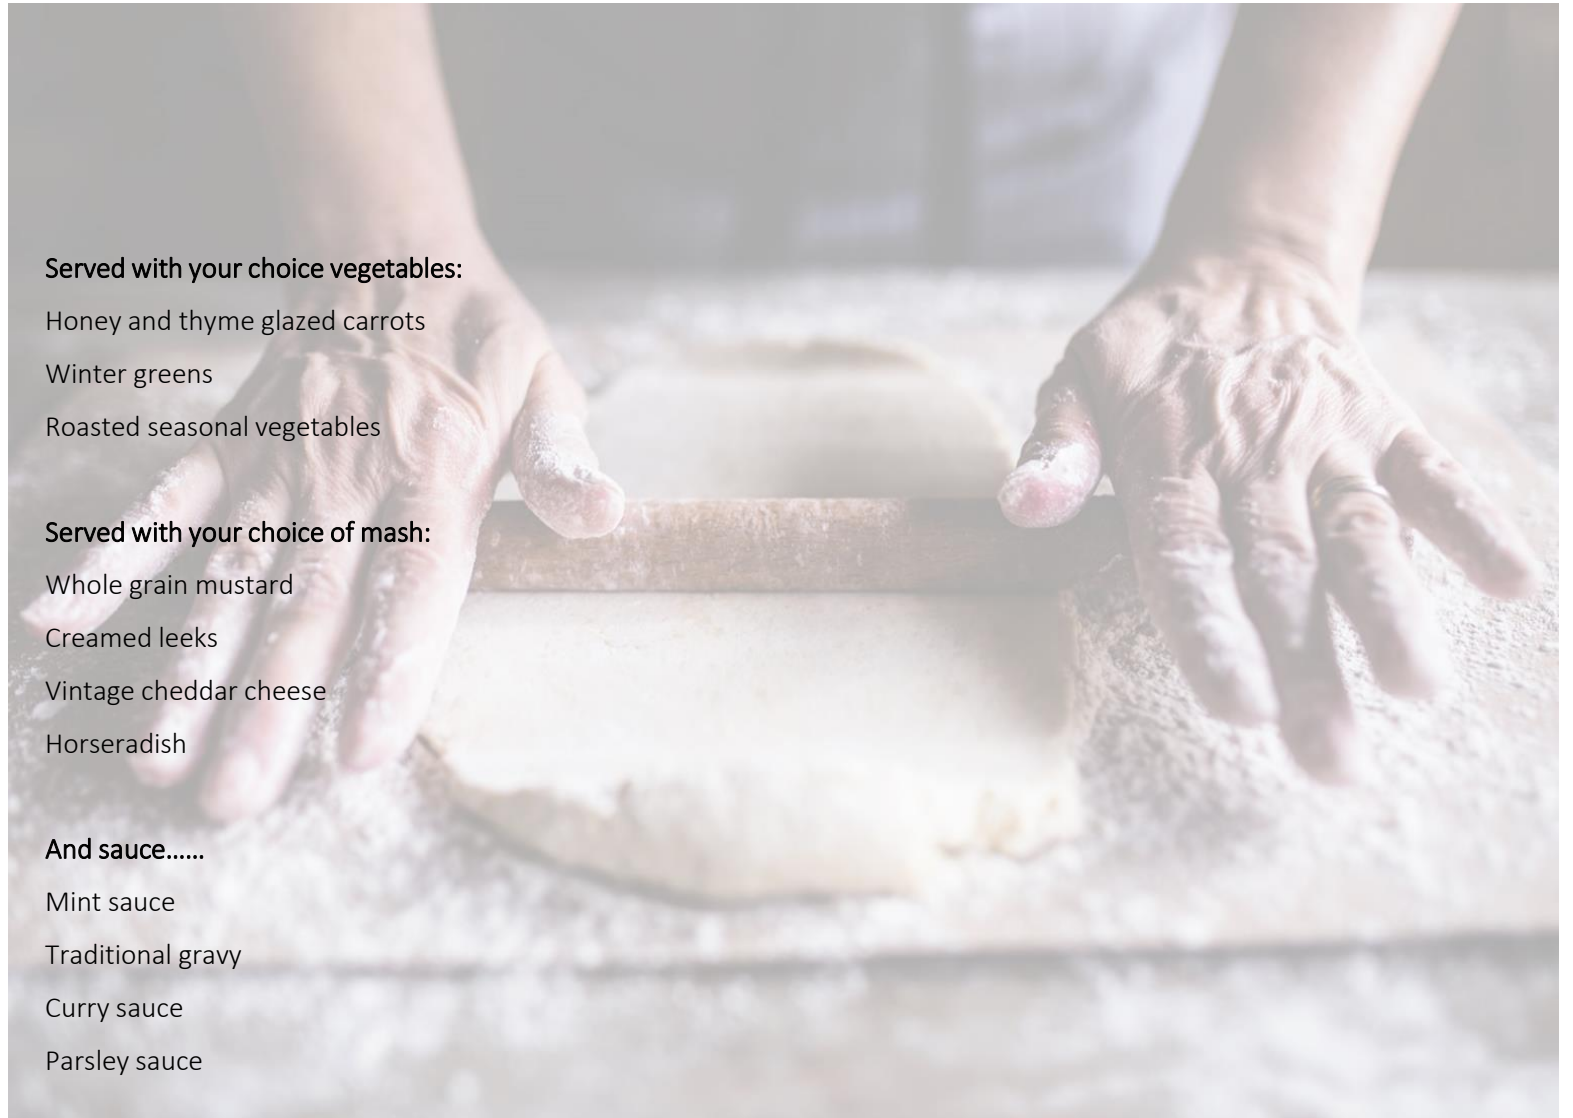 Served with your choice vegetables:
Honey and thyme glazed carrots
Winter greens
Roasted seasonal vegetables
Served with your choice of mash:
Whole grain mustard
Creamed leeks
Vintage cheddar cheese
Horseradish
And sauce……
Mint sauce
Traditional gravy
Curry sauce
Parsley sauce